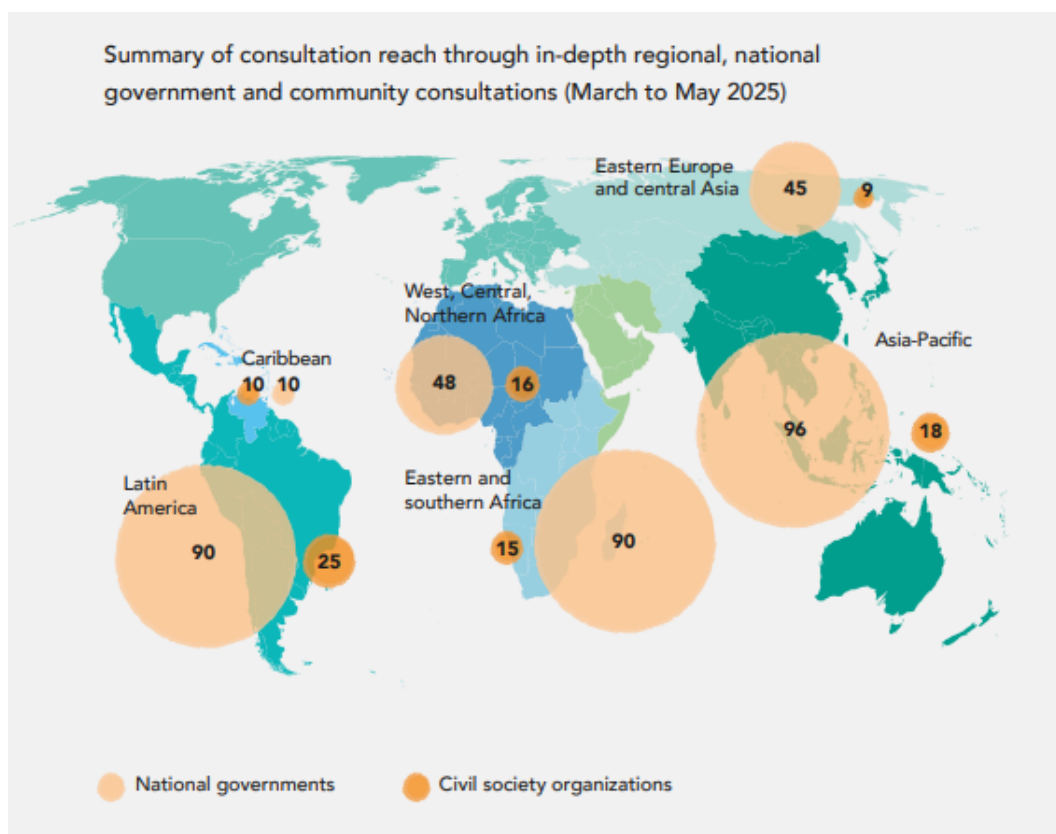 Summary of consultation reach through in-depth regional, national
government and community consultations (March to May 2025)
Eastern Europe
and central Asia
45
9
West, Central,
Northern Africa
48
16
Asia-Pacific
96
18
Caribbean
10
10
Latin
America
90
25
Eastern and
southern Africa
15
90
National governments
Civil society organizations